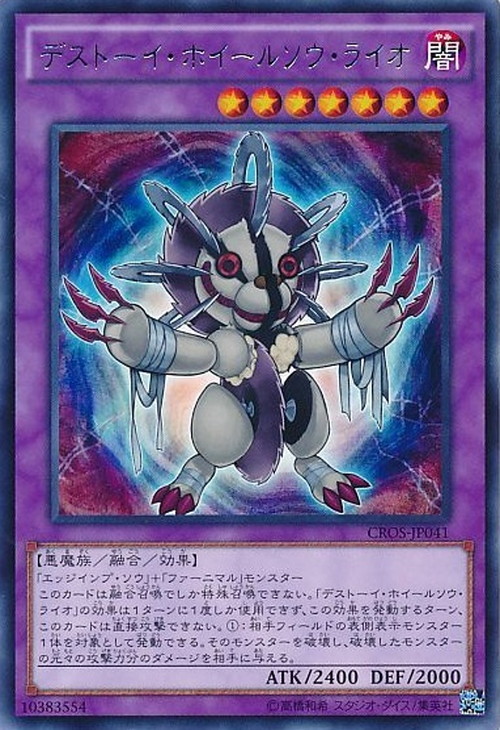 デストーイ・ホイールソウ・ライオ
闇
CROS-JP041
【悪魔族／融合／効果】
「エッジインプ・ソウ」+「ファーニマル」モンスター
このカードは融合召喚でしか特殊召喚できない。「デストーイ・ホイールソウ・
ライオ」の効果は1ターンに1度しか使用できず、この効果を発動するターン、
このカードは直接攻撃できない。①：相手フィールドの表側表示モンスター
1体を対象として発動できる。そのモンスターを破壊し、破壊したモンスター
の元々の攻撃力分のダメージを相手に与える。
ATK/2400 DEF/2000
10383554
©高橋和希 スタジオ・ダイス/集英社